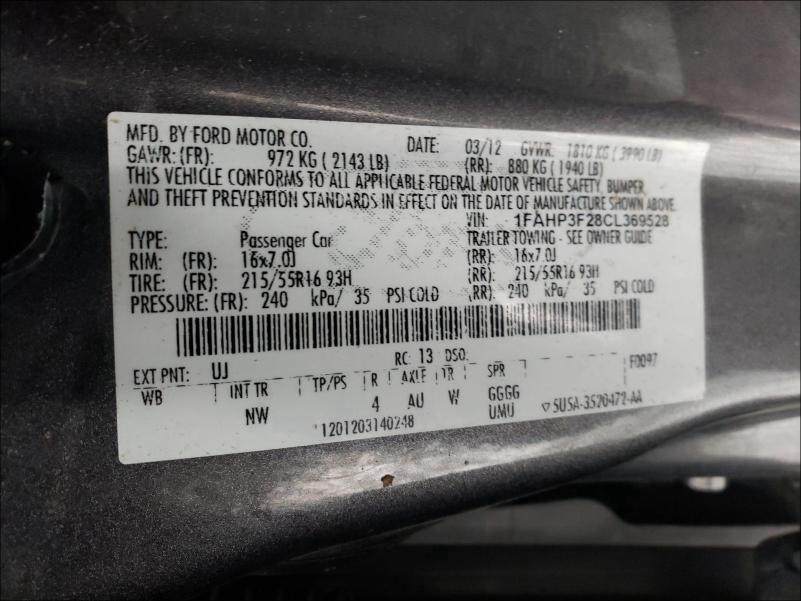 MFD. BY FORD MOTOR CO. DATE: 03/12 GVWR: 1810 KG ( 3990 LB)
GAWR: (FR): 972 KG ( 2143 LB) (RR): 880 KG ( 1940 LB)
THIS VEHICLE CONFORMS TO ALL APPLICABLE FEDERAL MOTOR VEHICLE SAFETY, BUMPER,
AND THEFT PREVENTION STANDARDS IN EFFECT ON THE DATE OF MANUFACTURE SHOWN ABOVE.
VIN: 1FAHP3F28CL369528
TYPE: Passenger Car TRAILER TOWING - SEE OWNER GUIDE
RIM: (FR): 16x7.0J (RR): 16x7.0J
TIRE: (FR): 215/55R16 93H (RR): 215/55R16 93H
PRESSURE: (FR): 240 kPa/ 35 PSI COLD (RR): 240 kPa/ 35 PSI COLD
RC: 13 DSO:
EXT PNT: UJ F0097
WB INT TR TP/PS R AXLE TR SPR
NW 4 AU W GGGG
UMU
1201203140248 ▽ 5U5A-3520472-AA